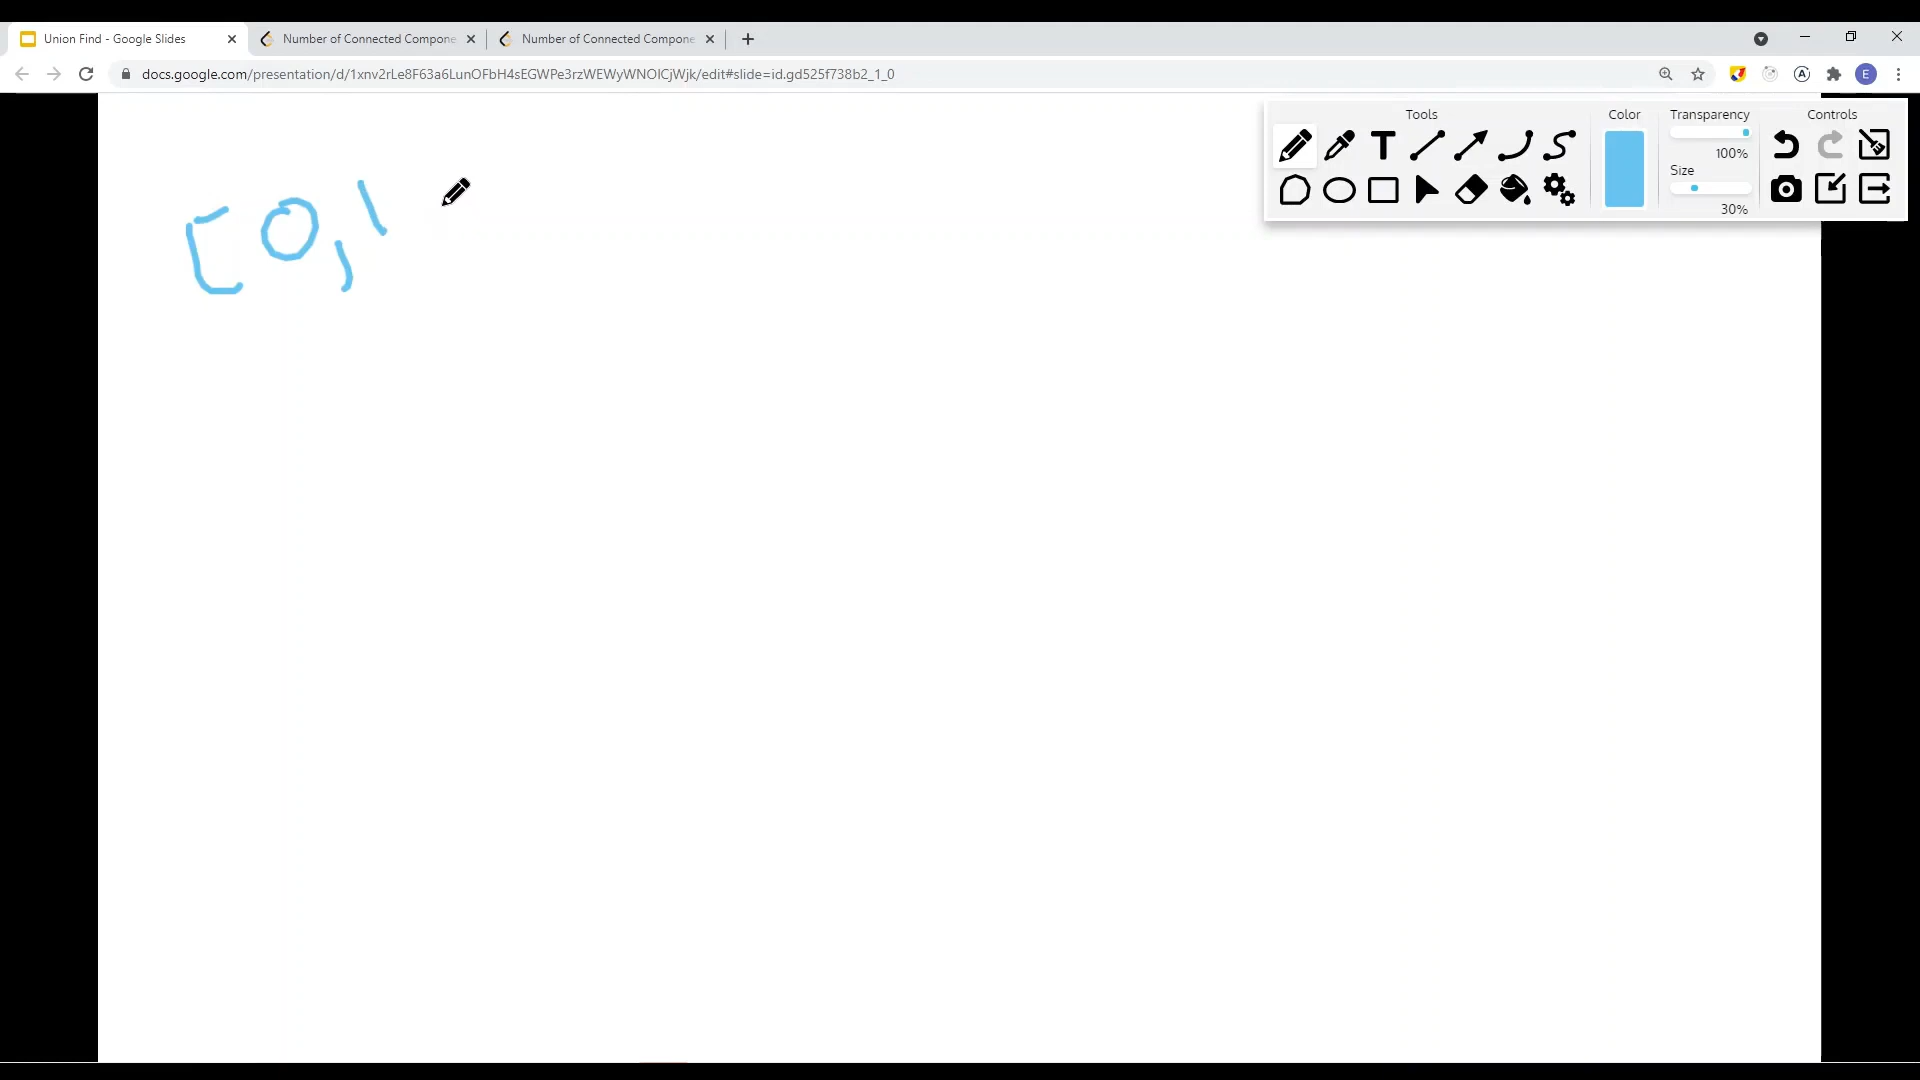 Union Find - Google Slides
Number of Connected Compone
Number of Connected Compone
docs.google.com/presentation/d/1xnv2rLe8F63a6LunOFbH4sEGWPe3rzWEWyWNOlCjWjk/edit#slide=id.gd525f738b2_1_0
E
Tools
Color
Transparency
100%
Size
30%
Controls
[0,1